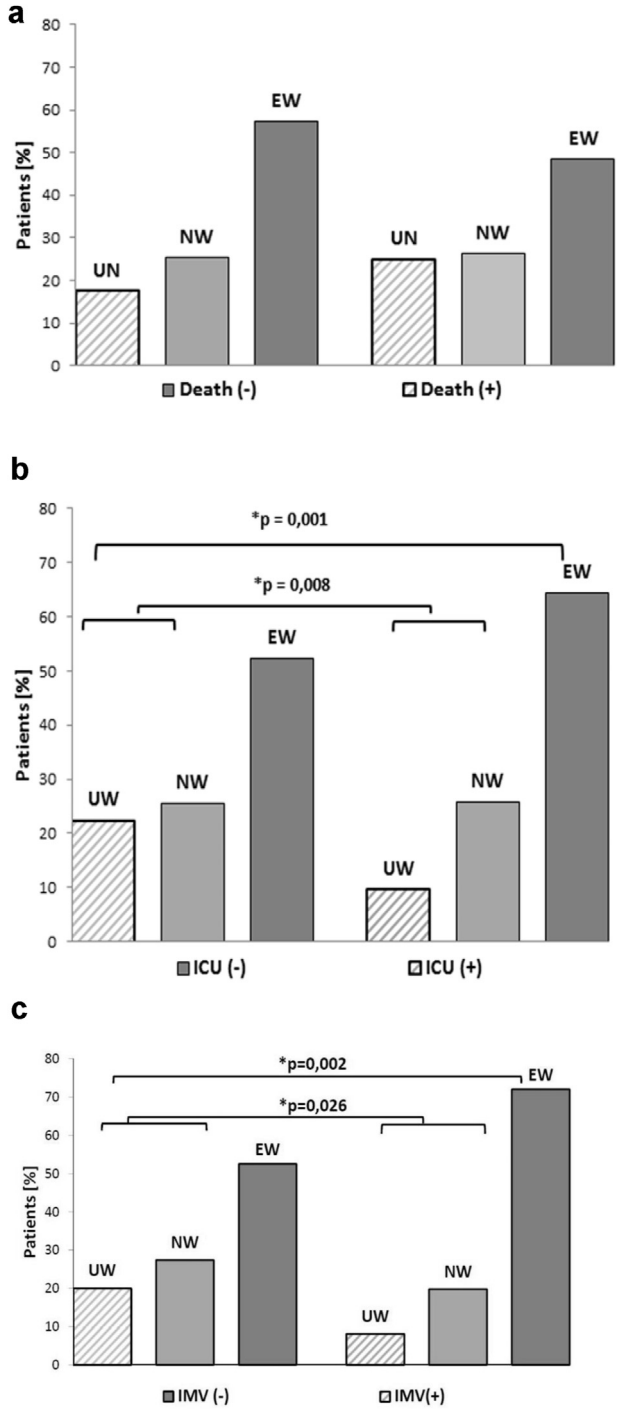 a
Patients [%]
80
70
60
50
40
30
20
10
0
UN
NW
EW
UN
NW
EW
Death (-)
Death (+)
b
Patients [%]
80
70
60
50
40
30
20
10
0
*p = 0,001
*p = 0,008
UW
NW
EW
UW
NW
EW
ICU (-)
ICU (+)
c
Patients [%]
80
70
60
50
40
30
20
10
0
*p=0,002
*p=0,026
UW
NW
EW
UW
NW
EW
IMV (-)
IMV(+)